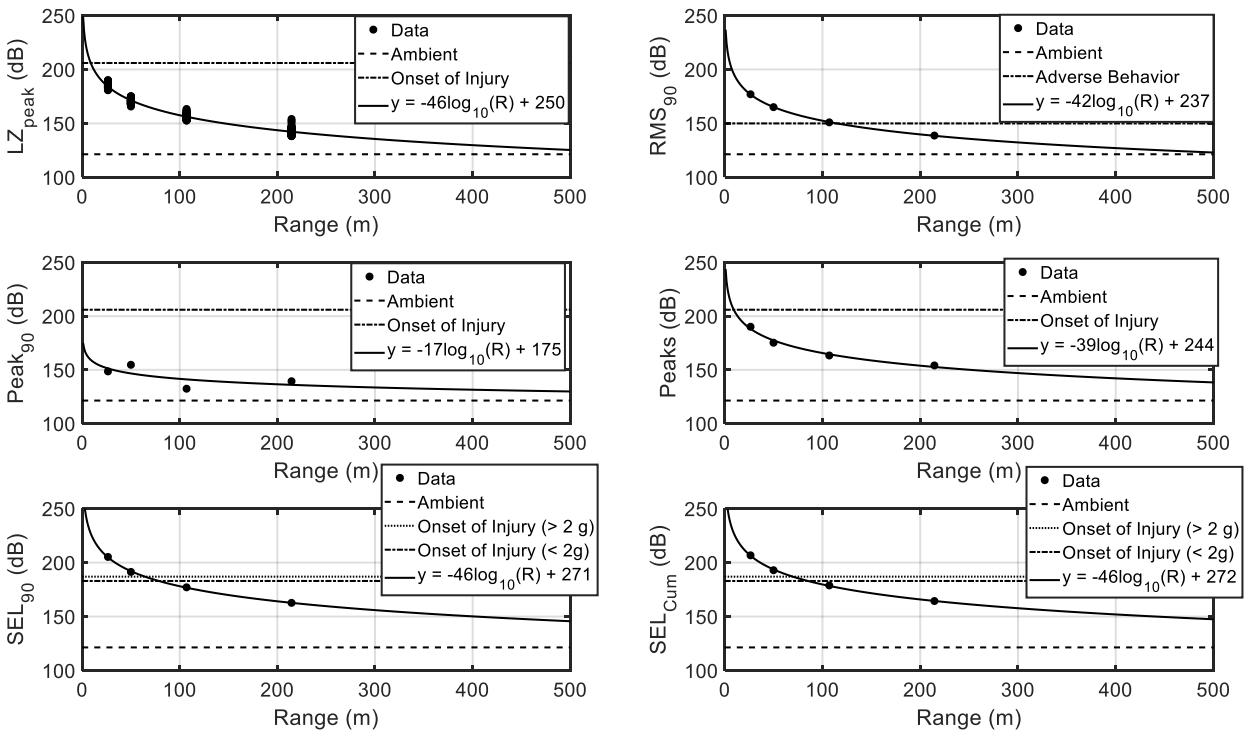 LZpeak (dB)
250
200
150
100
0 100 200 300 400 500
Range (m)
Data
Ambient
Onset of Injury
y = -46log10(R) + 250
RMS90 (dB)
250
200
150
100
0 100 200 300 400 500
Range (m)
Data
Ambient
Adverse Behavior
y = -42log10(R) + 237
Peak90 (dB)
250
200
150
100
0 100 200 300 400 500
Range (m)
Data
Ambient
Onset of Injury
y = -17log10(R) + 175
Peaks (dB)
250
200
150
100
0 100 200 300 400 500
Range (m)
Data
Ambient
Onset of Injury
y = -39log10(R) + 244
SEL90 (dB)
250
200
150
100
0 100 200 300 400 500
Range (m)
Data
Ambient
Onset of Injury (> 2 g)
Onset of Injury (< 2g)
y = -46log10(R) + 271
SELCum (dB)
250
200
150
100
0 100 200 300 400 500
Range (m)
Data
Ambient
Onset of Injury (> 2 g)
Onset of Injury (< 2g)
y = -46log10(R) + 272